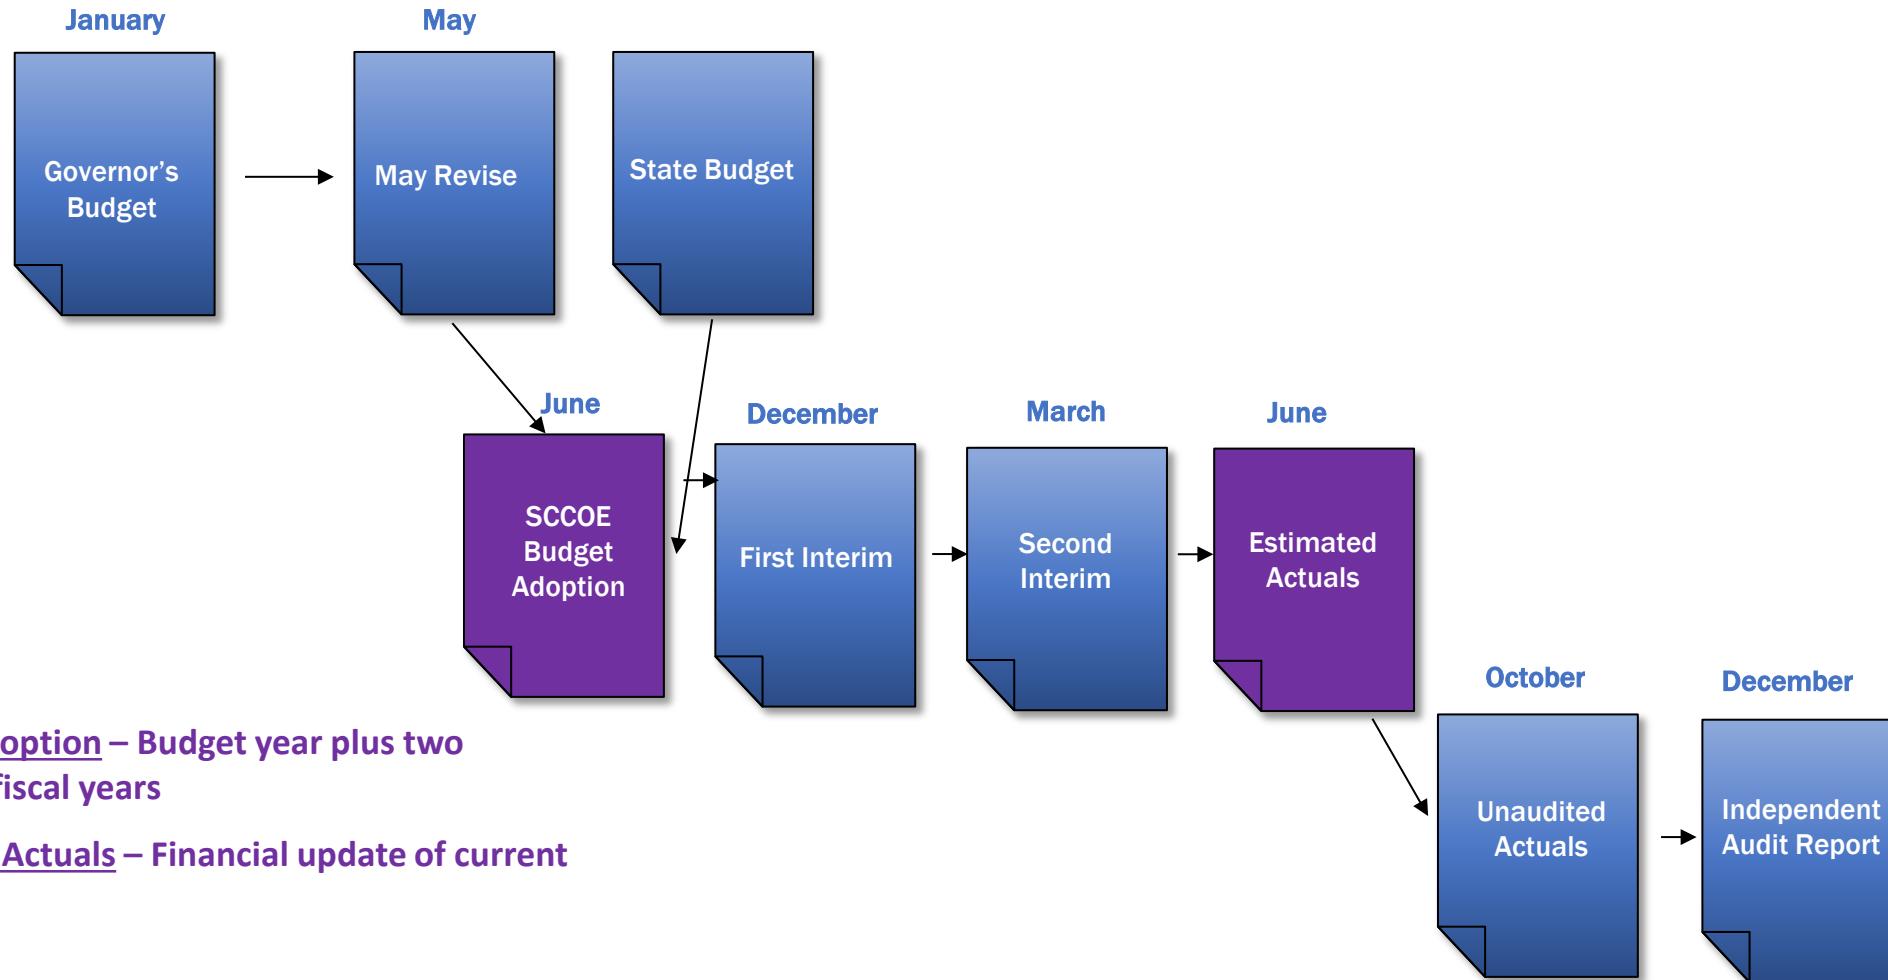 January
May
Governor's
Budget
May Revise
State Budget
June
December
March
June
SCCOE
Budget
Adoption
First Interim
Second
Interim
Estimated
Actuals
October
December
Unaudited
Actuals
Independent
Audit Report
option – Budget year plus two
fiscal years
Actuals – Financial update of current